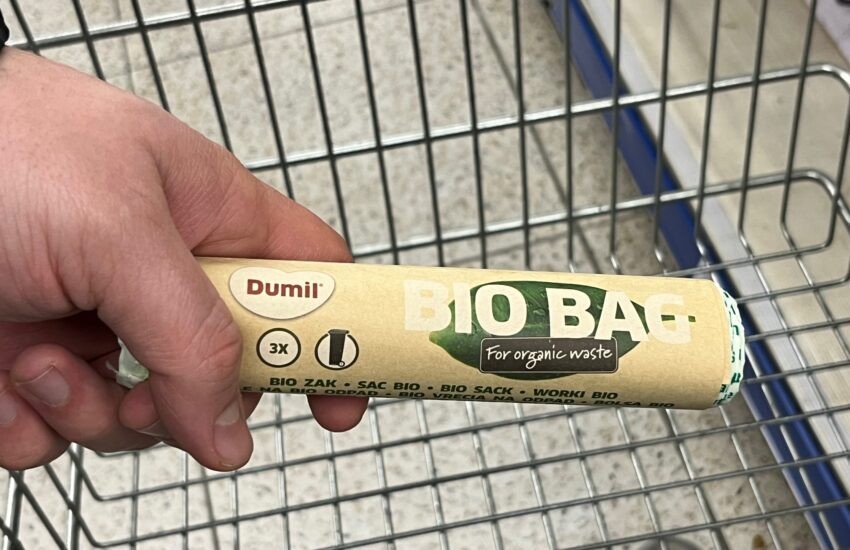 Dumil®
BIO BAG
For organic waste
3X
BIO ZAK • SAC BIO • BIO SACK • WORKI BIO
E NA BIO ODPAD • BIO VRECIA NA ODPAD • BOLSA BIO